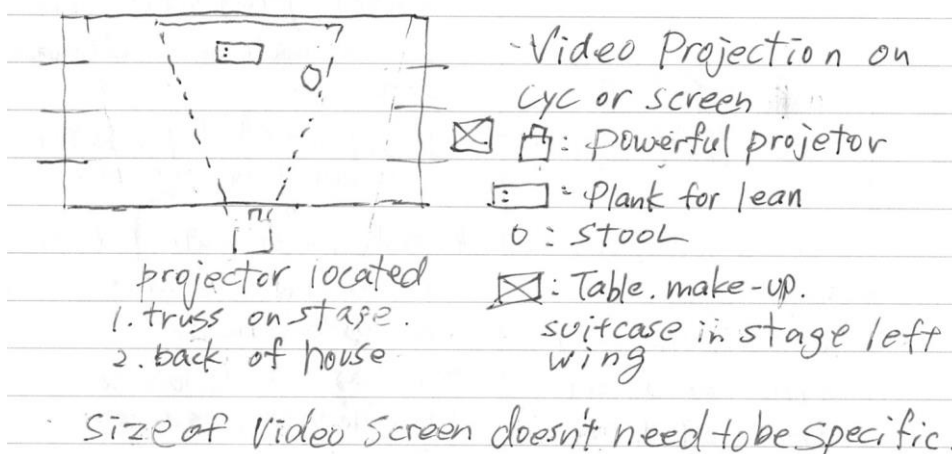 - Video Projection on
cyc or screen
: powerful projetor
: Plank for lean
O : STOOL
: Table. make-up.
suitcase in stage left
wing
projector located
1. truss on stage.
2. back of house
. Size of Video Screen doesn't need to be specific.